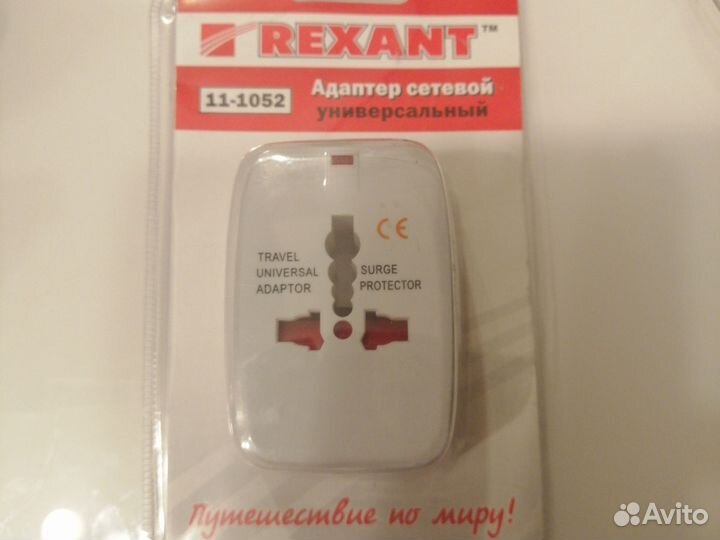 REXANT™
11-1052
Адаптер сетевой
универсальный
CE
TRAVEL
UNIVERSAL
ADAPTOR
SURGE
PROTECTOR
Путешествие по миру!
Avito